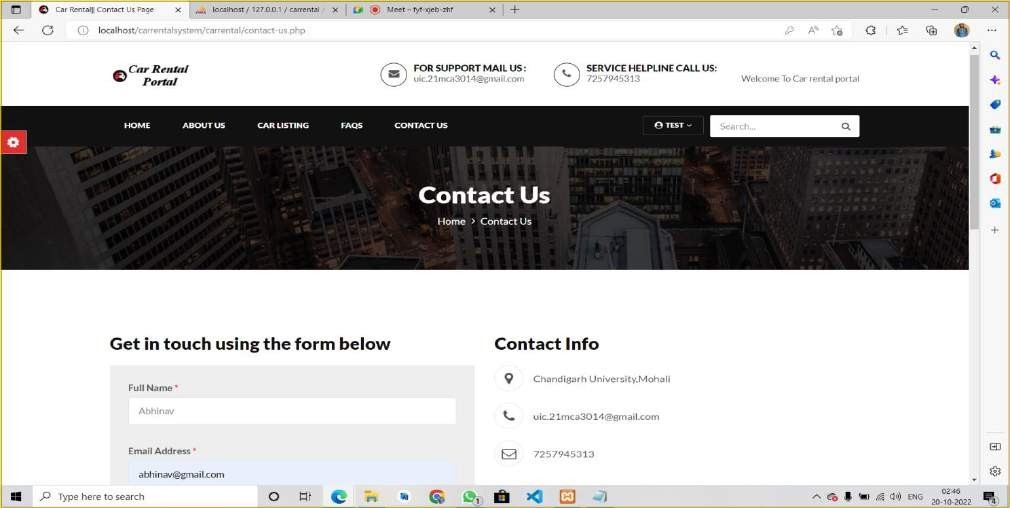 Car Rental|| Contact Us Page
localhost / 127.0.0.1 / carrental /
Meet – fyf-xjeb-zhf
localhost/carrentalsystem/carrental/contact-us.php
Car Rental
Portal
FOR SUPPORT MAIL US :
uic.21mca3014@gmail.com
SERVICE HELPLINE CALL US:
7257945313
Welcome To Car rental portal
HOME
ABOUT US
CAR LISTING
FAQS
CONTACT US
TEST
Search...
Contact Us
Home > Contact Us
Get in touch using the form below
Full Name *
Abhinav
Email Address *
abhinav@gmail.com
Contact Info
Chandigarh University,Mohali
uic.21mca3014@gmail.com
7257945313
Type here to search
1
ENG
02:46
20-10-2022
4